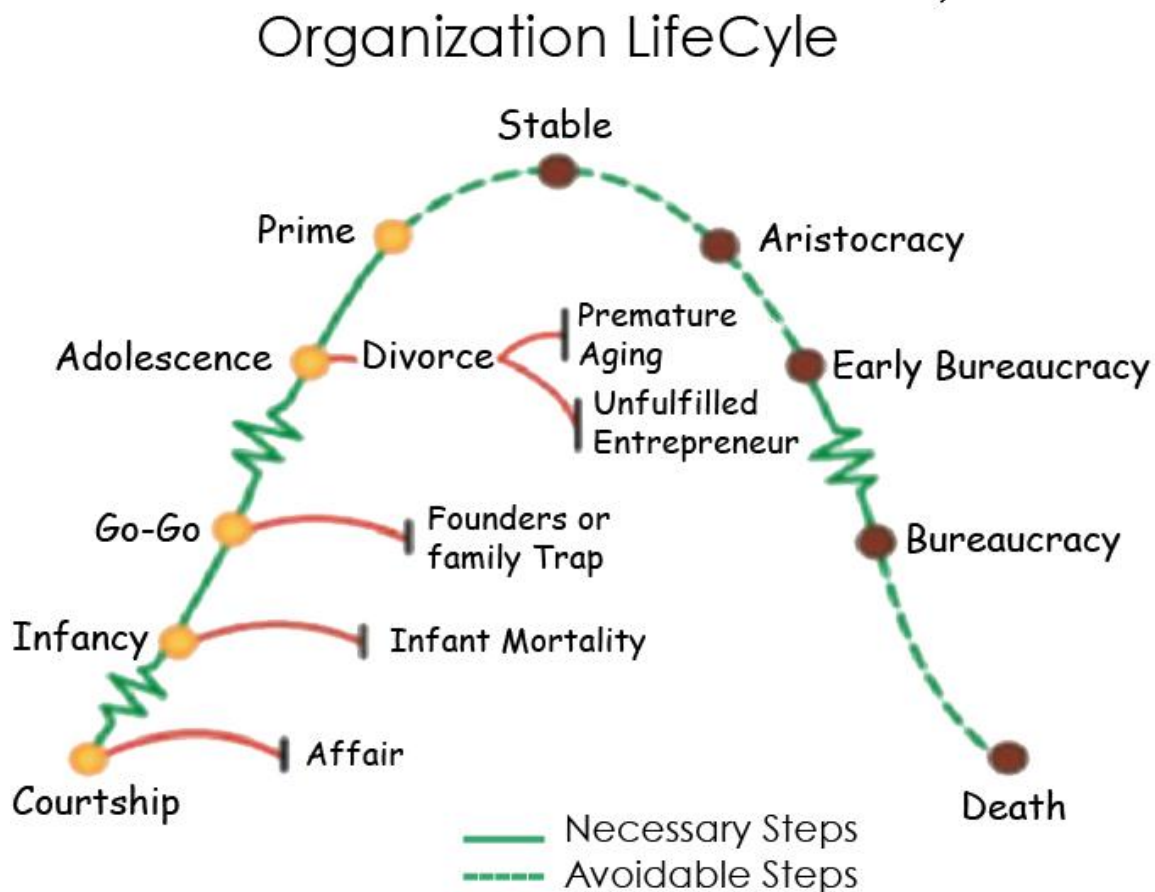 Organization LifeCyle
Stable
Prime
Aristocracy
Adolescence
Divorce
Premature
Aging
Unfulfilled
Entrepreneur
Early Bureaucracy
Go-Go
Founders or
family Trap
Bureaucracy
Infancy
Infant Mortality
Affair
Courtship
Death
Necessary Steps
Avoidable Steps